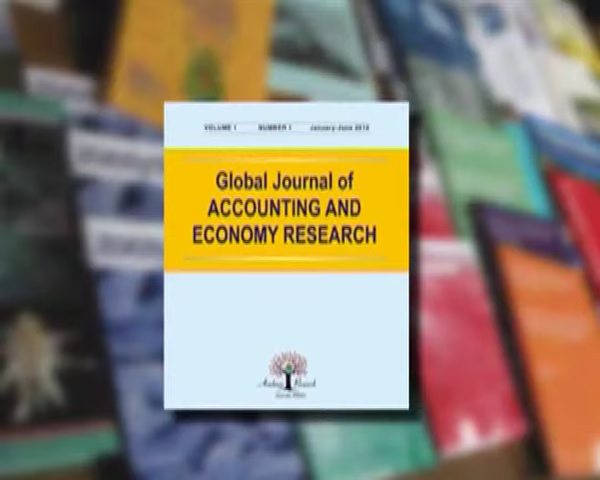 VOLUME 1 NUMBER 1 January-June 2012
Global Journal of
ACCOUNTING AND
ECONOMY RESEARCH